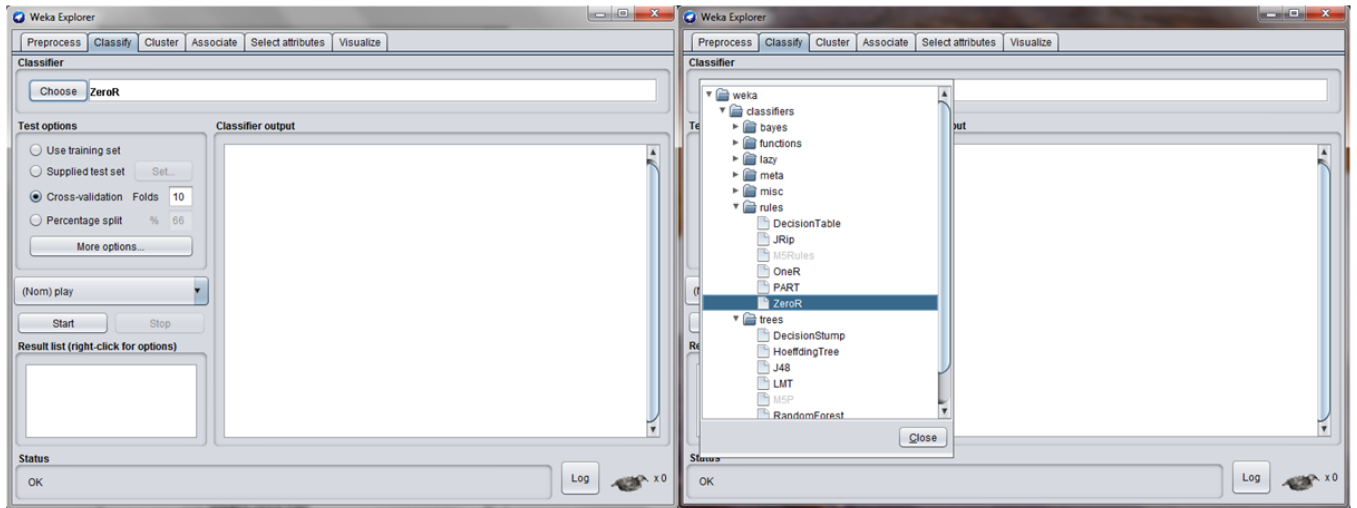 Weka Explorer
Preprocess Classify Cluster Associate Select attributes Visualize
Classifier
Choose ZeroR
Test options
Use training set
Supplied test set Set...
Cross-validation Folds 10
Percentage split % 66
More options...
(Nom) play
Start Stop
Result list (right-click for options)
Classifier output
Status
OK
Log
x 0
Weka Explorer
Preprocess Classify Cluster Associate Select attributes Visualize
Classifier
weka
classifiers
bayes
functions
lazy
meta
misc
rules
DecisionTable
JRip
M5Rules
OneR
PART
ZeroR
trees
DecisionStump
HoeffdingTree
J48
LMT
M5P
RandomForest
Close
Status
OK
Log
x 0